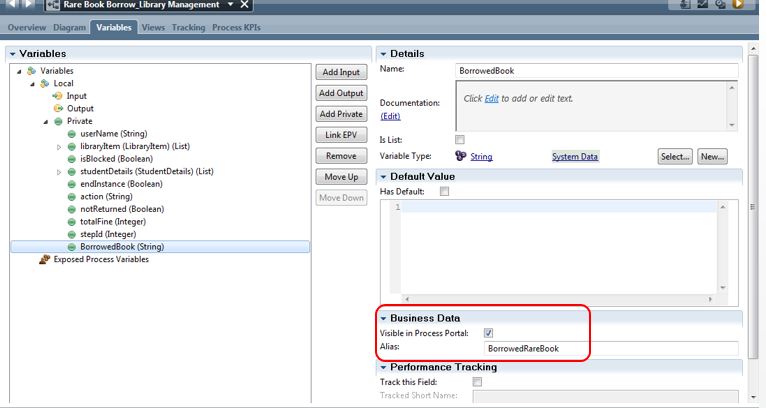 Rare Book Borrow_Library Management
Overview Diagram Variables Views Tracking Process KPIs
Variables
Variables
Local
Input
Output
Private
userName (String)
libraryItem (LibraryItem) (List)
isBlocked (Boolean)
studentDetails (StudentDetails) (List)
endInstance (Boolean)
action (String)
notReturned (Boolean)
totalFine (Integer)
stepId (Integer)
BorrowedBook (String)
Exposed Process Variables
Add Input
Add Output
Add Private
Link EPV
Remove
Move Up
Move Down
Details
Name: BorrowedBook
Documentation:
(Edit)
Click Edit to add or edit text.
Is List:
Variable Type: String System Data Select... New...
Default Value
Has Default:
1
Business Data
Visible in Process Portal:
Alias: BorrowedRareBook
Performance Tracking
Track this Field:
Tracked Short Name: